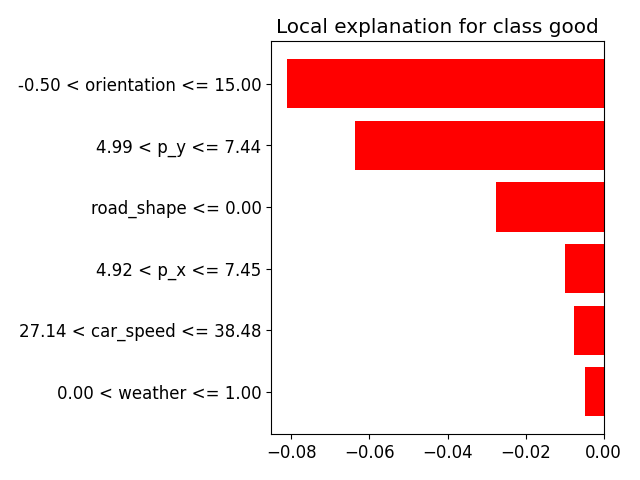 Local explanation for class good
-0.50 < orientation <= 15.00
4.99 < p_y <= 7.44
road_shape <= 0.00
4.92 < p_x <= 7.45
27.14 < car_speed <= 38.48
0.00 < weather <= 1.00
−0.08 −0.06 −0.04 −0.02 0.00